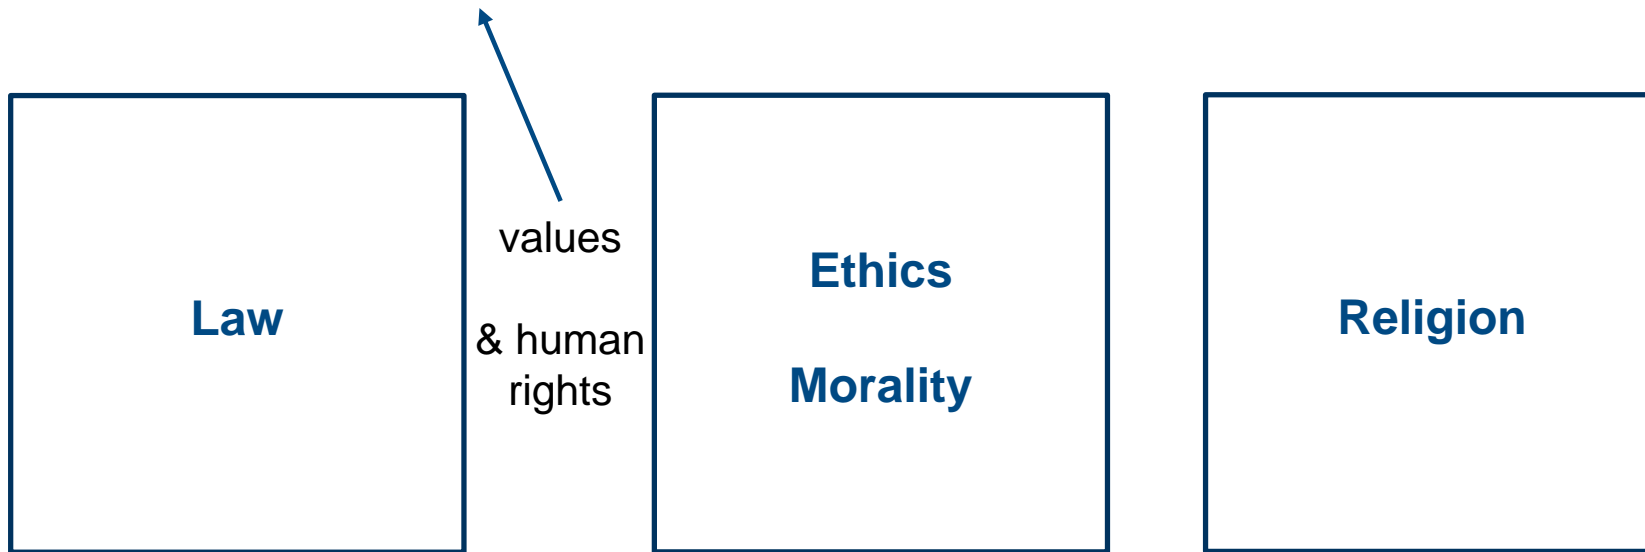 Law
values
& human
rights
Ethics
Morality
Religion